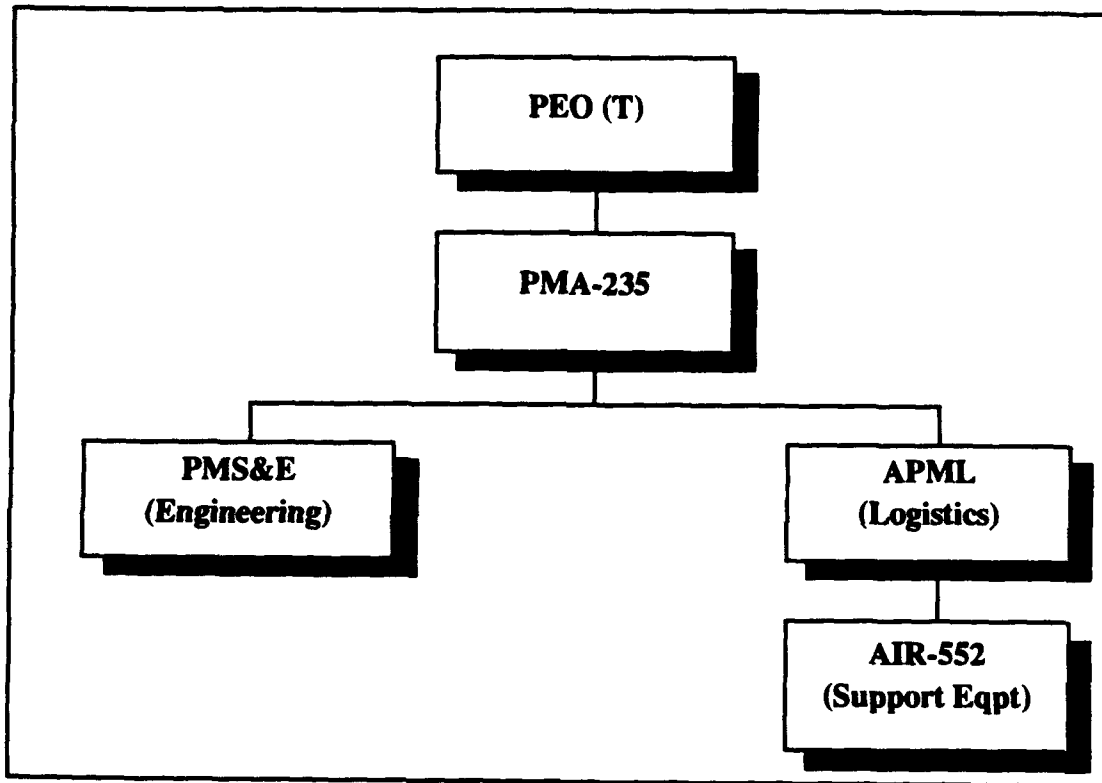 PEO (T)
PMA-235
PMS&E
(Engineering)
APML
(Logistics)
AIR-552
(Support Eqpt)